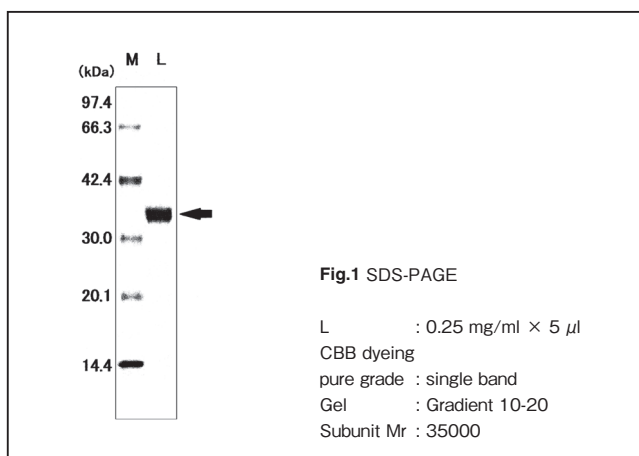 M L
(kDa)
97.4
66.3
42.4
30.0
20.1
14.4
Fig.1 SDS-PAGE
L : 0.25 mg/ml × 5 μl
CBB dyeing
pure grade : single band
Gel : Gradient 10-20
Subunit Mr : 35000